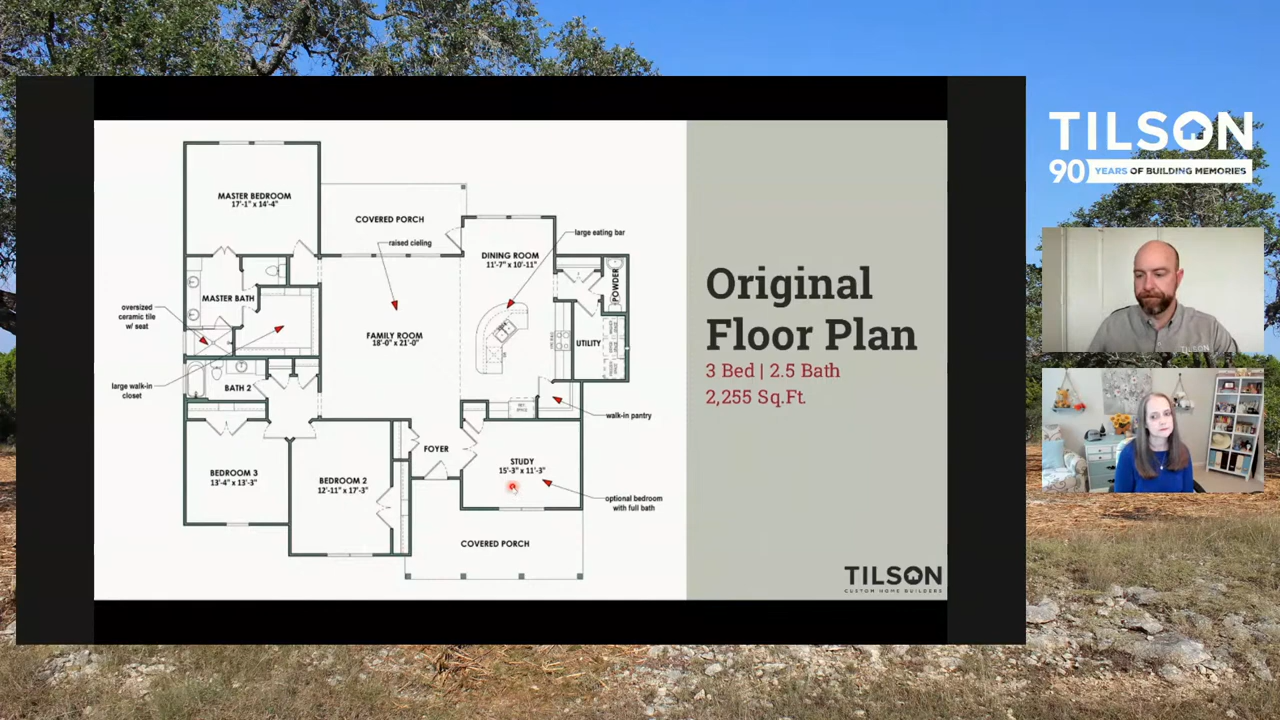 MASTER BEDROOM
17'-1" x 14'-4"
COVERED PORCH
raised cieling
large eating bar
DINING ROOM
11'-7" x 10'-11"
POWDER
MASTER BATH
oversized
ceramic tile
w/ seat
FAMILY ROOM
18'-0" x 21'-0"
UTILITY
large walk-in
closet
BATH 2
walk-in pantry
FOYER
STUDY
15'-3" x 11'-3"
BEDROOM 3
13'-4" x 13'-3"
BEDROOM 2
12'-11" x 17'-3"
optional bedroom
with full bath
COVERED PORCH
Original
Floor Plan
3 Bed | 2.5 Bath
2,255 Sq.Ft.
TILSON
CUSTOM HOME BUILDERS
TILSON
90 YEARS OF BUILDING MEMORIES
TILSON